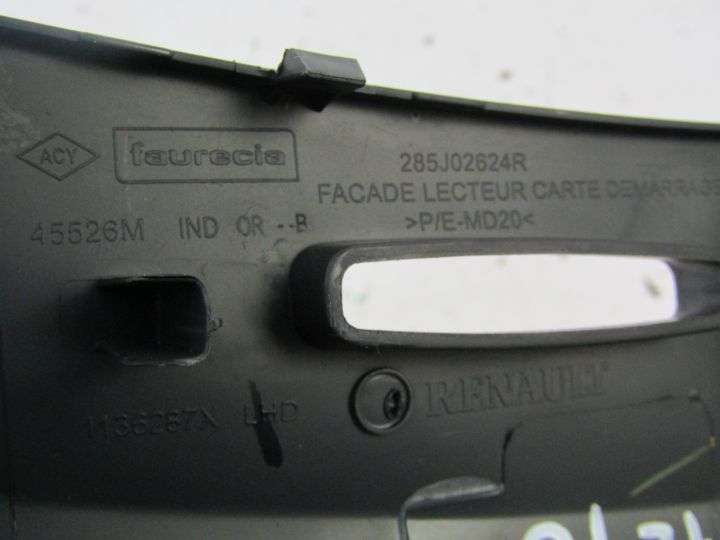 ACY faurecia 285J02624R
FACADE LECTEUR CARTE DEMARRAGE
45526M IND OR --B >P/E-MD20<
RENAULT
1136287X LHD